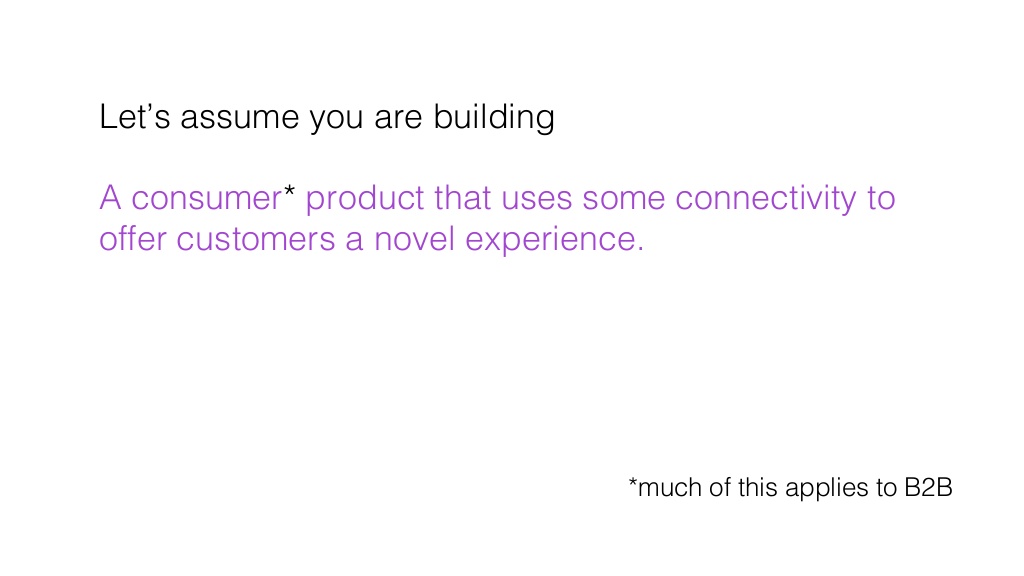 Let’s assume you are building
A consumer* product that uses some connectivity to
offer customers a novel experience.
*much of this applies to B2B